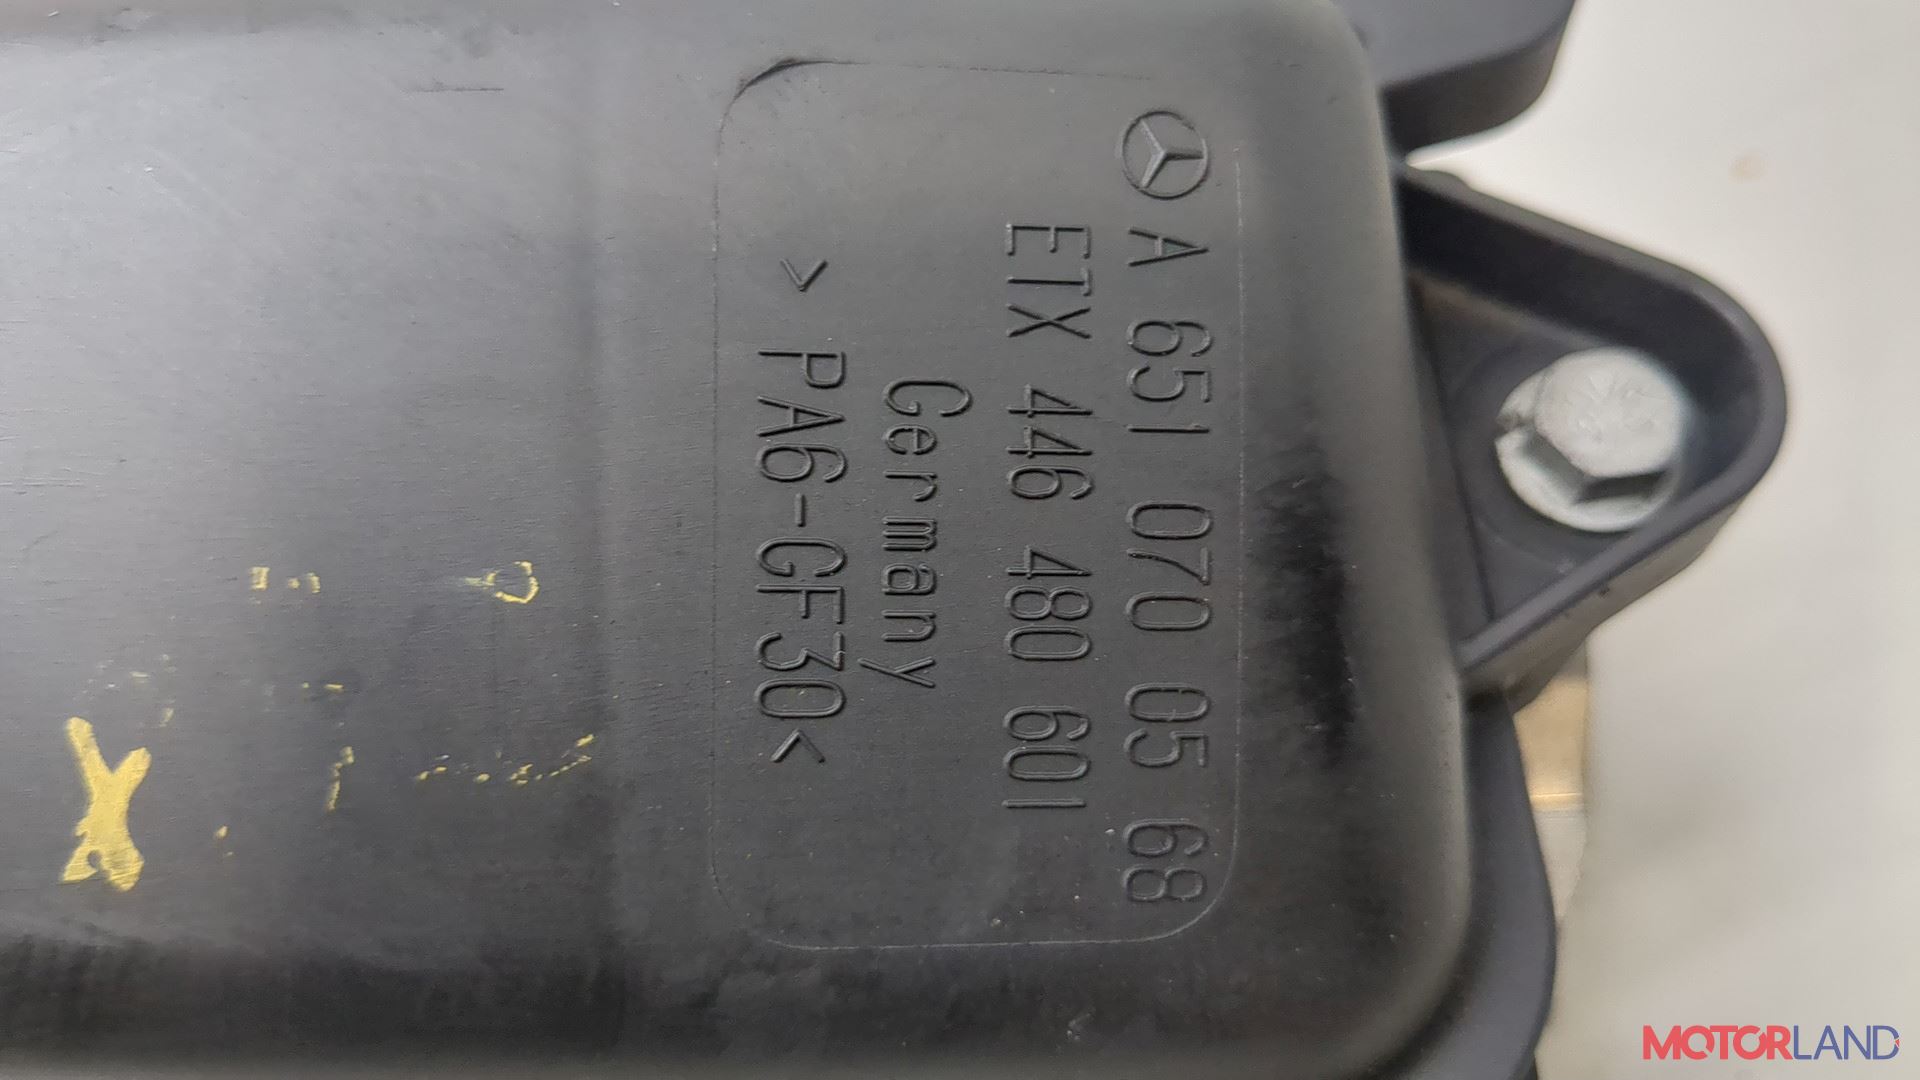 A 651 070 05 68
ETX 446 480 601
Germany
> PA6-GF30<
MOTORLAND